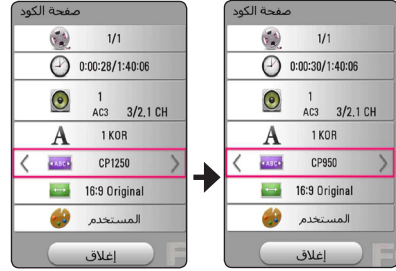 صفحة الكود
1/1
0:00:28/1:40:06
1
AC3 3/2.1 CH
A 1 KOR
ABC CP1250
16:9 Original
المستخدم
إغلاق
صفحة الكود
1/1
0:00:30/1:40:06
1
AC3 3/2.1 CH
A 1 KOR
ABC CP950
16:9 Original
المستخدم
إغلاق